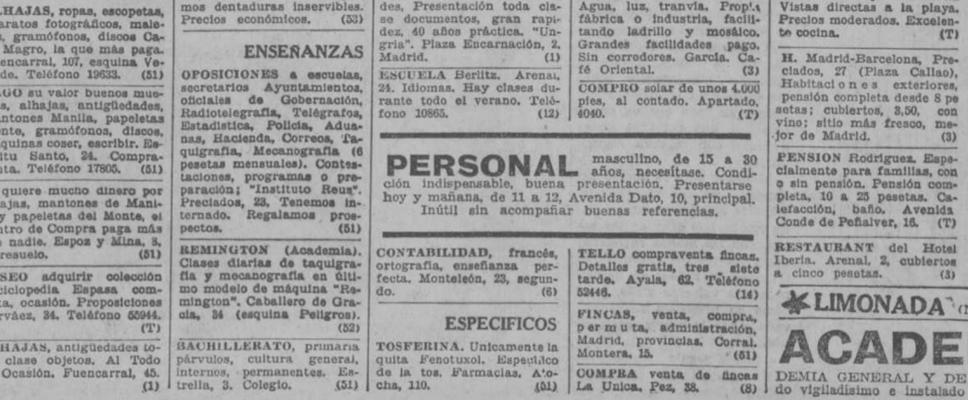 LHAJAS, ropas, escopetas,
aratos fotográficos, male-
, gramófonos, discos Ca-
Magro, la que más paga.
encarral, 107, esquina Ve-
de. Teléfono 19633. (51)
AGO su valor buenos mue-
s, alhajas, antigüedades,
antones Manila, papeletas
nte, gramófonos, discos,
quinas coser, escribir. Es-
itu Santo, 24. Compra-
nta. Teléfono 17805. (51)
quiere mucho dinero por
ajas, mantones de Mani-
y papeletas del Monte, el
ntro de Compra paga más
nadie. Espoz y Mina, 3,
resuelo. (51)
SEO adquirir colección
ciclopedia Espasa com-
ta, ocasión. Proposiciones
rváez, 34. Teléfono 55944.
(T)
HAJAS, antigüedades to-
clase objetos. Al Todo
Ocasión. Fuencarral, 45.
(1)
mos dentaduras inservibles.
Precios económicos. (53)
ENSEÑANZAS
OPOSICIONES a escuelas,
secretarios Ayuntamientos,
oficiales de Gobernación,
Radiotelegrafía, Telégrafos,
Estadística, Policía, Adua-
nas, Hacienda, Correos, Ta-
quigrafía, Mecanografía (6
pesetas mensuales). Contes-
taciones, programas o pre-
paración: "Instituto Reus".
Preciados, 23. Tenemos in-
ternado. Regalamos pros-
pectos. (51)
REMINGTON (Academia).
Clases diarias de taquigra-
fía y mecanografía en últi-
mo modelo de máquina "Re-
mington". Caballero de Gra-
cia, 34 (esquina Peligros).
(52)
BACHILLERATO, primaria
párvulos, cultura general,
internos, permanentes. Es-
trella, 3. Colegio. (51)
des, Presentación toda cla-
se documentos, gran rapi-
dez, 40 años práctica. "Un-
gría". Plaza Encarnación, 2,
Madrid. (1)
ESCUELA Berlitz. Arenal,
24. Idiomas. Hay clases du-
rante todo el verano. Telé-
fono 10865. (12)
Agua, luz, tranvía. Propia
fábrica o industria, facili-
tando ladrillo y mosáico.
Grandes facilidades pago.
Sin corredores. García. Ca-
fé Oriental. (3)
COMPRO solar de unos 4.000
pies, al contado. Apartado,
4040. (T)
PERSONAL masculino, de 15 a 30
años, necesítase. Condi-
ción indispensable, buena presentación. Presentarse
hoy y mañana, de 11 a 12, Avenida Dato, 10, principal.
Inútil sin acompañar buenas referencias.
CONTABILIDAD, francés,
ortografía, enseñanza per-
fecta. Monteleón, 23, segun-
do. (6)
ESPECIFICOS
TOSFERINA. Unicamente la
quita Fenotuxol. Específico
de la tos. Farmacias. Ato-
cha, 110. (51)
TELLO compraventa fincas.
Detalles gratis, tres siete
tarde. Ayala, 62. Teléfono
52446. (14)
FINCAS, venta, compra,
permuta, administración,
Madrid, provincias. Corral.
Montera, 15. (51)
COMPRA venta de fincas
La Unica. Pez, 38. (8)
Vistas directas a la playa.
Precios moderados. Excelen-
te cocina. (T)
H. Madrid-Barcelona, Pre-
ciados, 27 (Plaza Callao),
Habitaciones exteriores,
pensión completa desde 8 pe
setas; cubiertos, 3,50, con
vino; sitio más fresco, me-
jor de Madrid. (3)
PENSION Rodríguez. Espe-
cialmente para familias, con
o sin pensión. Pensión com-
pleta, 10 a 25 pesetas. Ca-
lefacción, baño. Avenida
Conde de Peñalver, 16. (T)
RESTAURANT del Hotel
Iberia. Arenal, 2, cubiertos
a cinco pesetas. (3)
LIMONADA
ACADE
DEMIA GENERAL Y DE
do vigiladísimo e instalado